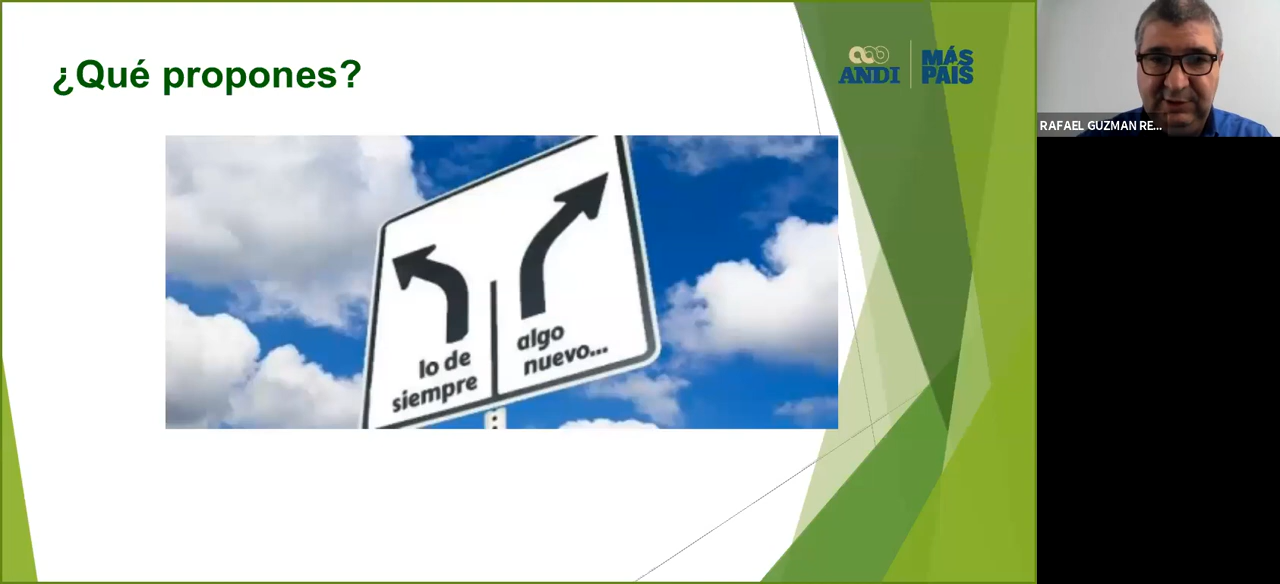 ¿Qué propones?
ANDI
MÁS
PAÍS
RAFAEL GUZMAN RE...
lo de
siempre
algo
nuevo...